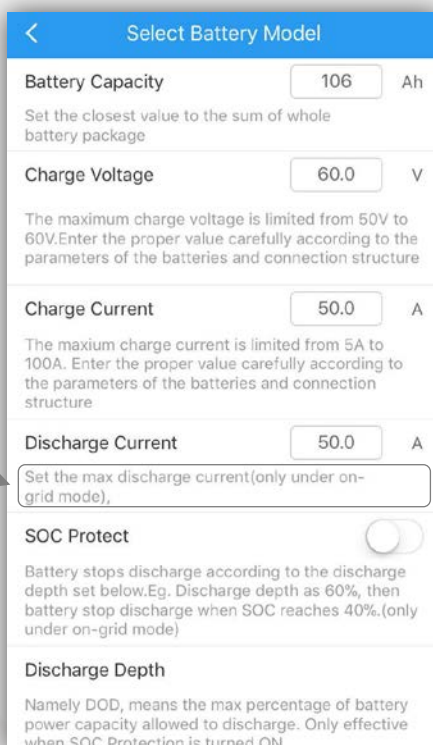 Select Battery Model
Battery Capacity 106 Ah
Set the closest value to the sum of whole
battery package
Charge Voltage 60.0 V
The maximum charge voltage is limited from 50V to
60V.Enter the proper value carefully according to the
parameters of the batteries and connection structure
Charge Current 50.0 A
The maxium charge current is limited from 5A to
100A. Enter the proper value carefully according to
the parameters of the batteries and connection
structure
Discharge Current 50.0 A
Set the max discharge current(only under on-
grid mode),
SOC Protect
Battery stops discharge according to the discharge
depth set below.Eg. Discharge depth as 60%, then
battery stop discharge when SOC reaches 40%.(only
under on-grid mode)
Discharge Depth
Namely DOD, means the max percentage of battery
power capacity allowed to discharge. Only effective
when SOC Protection is turned ON